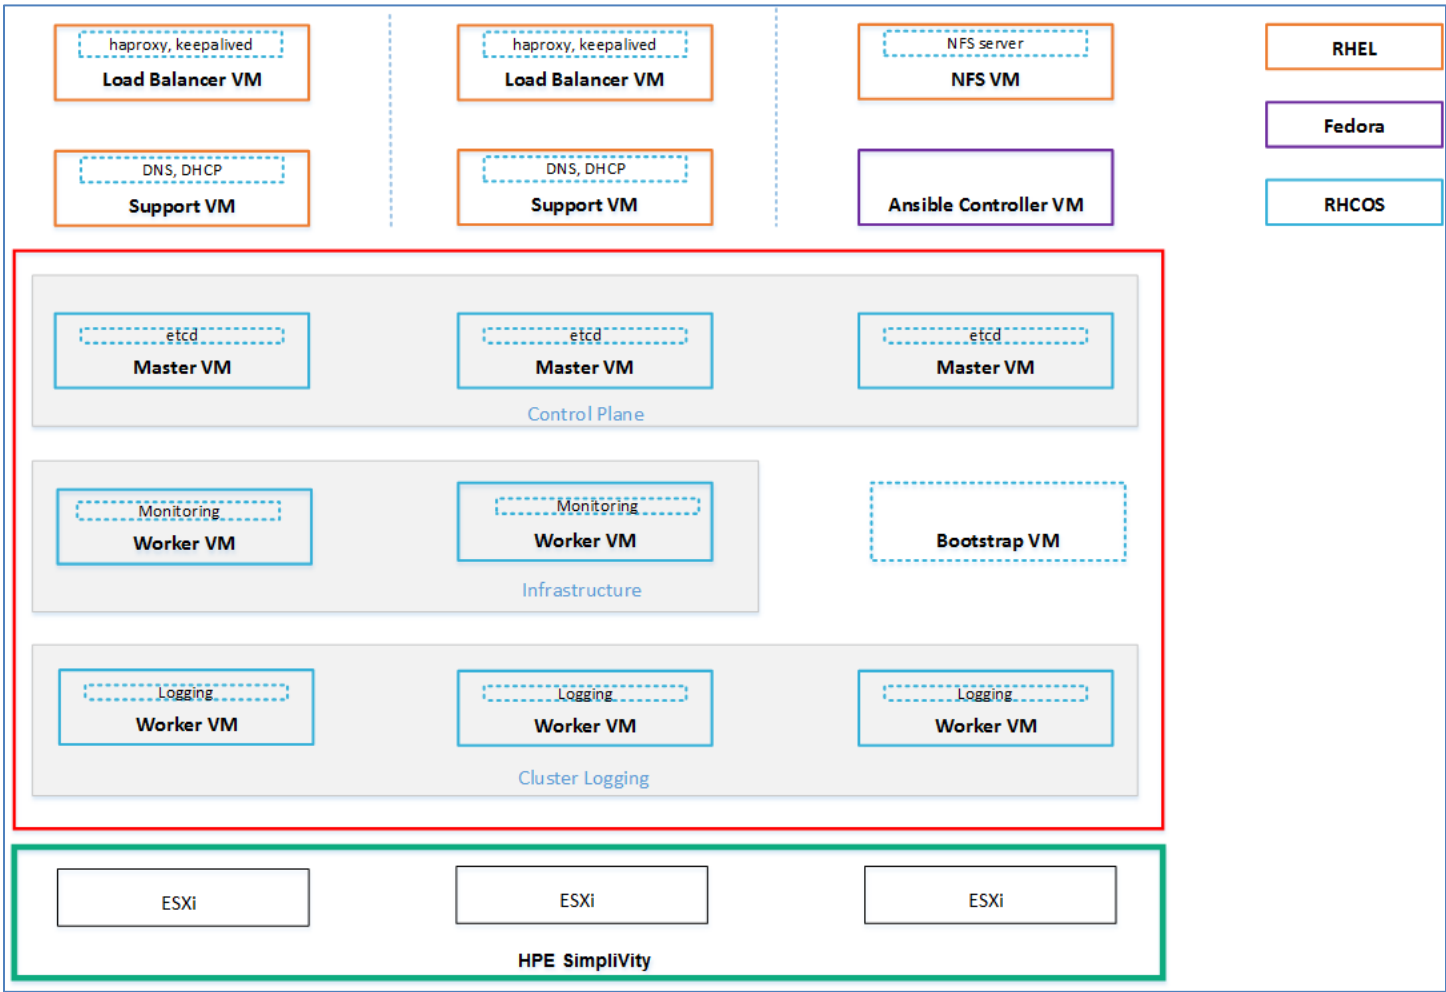 haproxy, keepalived
Load Balancer VM
haproxy, keepalived
Load Balancer VM
NFS server
NFS VM
RHEL
Fedora
RHCOS
DNS, DHCP
Support VM
DNS, DHCP
Support VM
Ansible Controller VM
etcd
Master VM
etcd
Master VM
etcd
Master VM
Control Plane
Monitoring
Worker VM
Monitoring
Worker VM
Bootstrap VM
Infrastructure
Logging
Worker VM
Logging
Worker VM
Logging
Worker VM
Cluster Logging
ESXi
ESXi
ESXi
HPE SimpliVity